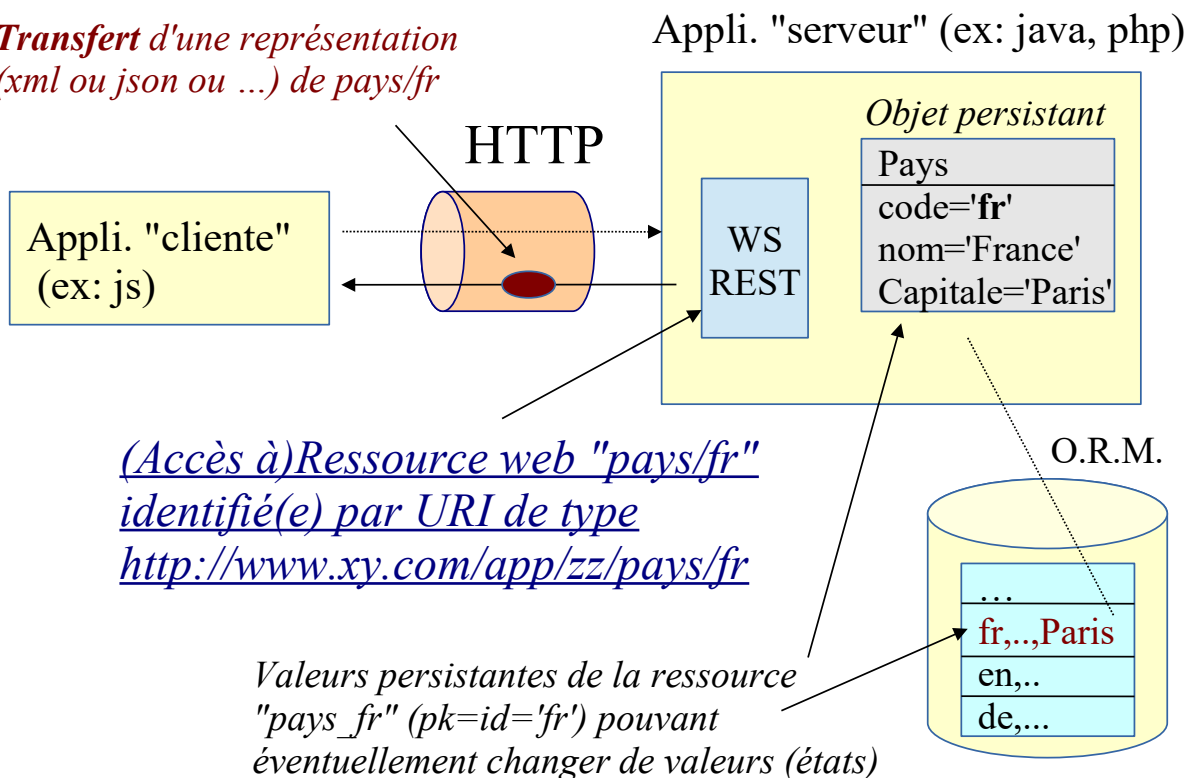 Transfert d'une représentation
(xml ou json ou …) de pays/fr
Appli. "serveur" (ex: java, php)
HTTP
Objet persistant
Pays
code='fr'
nom='France'
Capitale='Paris'
WS
REST
Appli. "cliente"
(ex: js)
(Accès à)Ressource web "pays/fr"
identifié(e) par URI de type
http://www.xy.com/app/zz/pays/fr
O.R.M.
…
fr,..,Paris
en,..
de,...
Valeurs persistantes de la ressource
"pays_fr" (pk=id='fr') pouvant
éventuellement changer de valeurs (états)